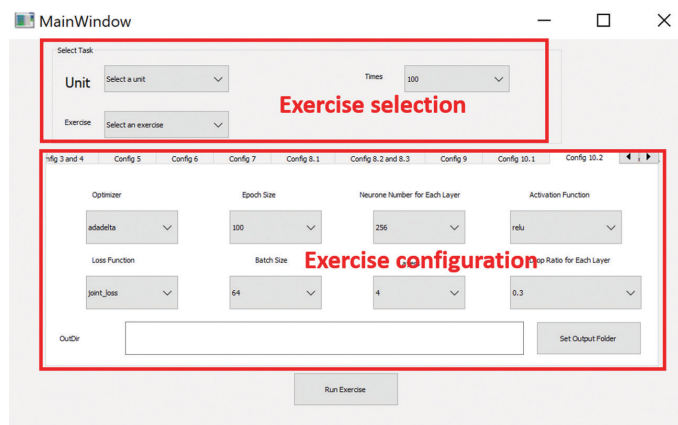 MainWindow
Select Task
Unit
Select a unit
Times
100
Exercise selection
Exercise
Select an exercise
nfig 3 and 4
Config 5
Config 6
Config 7
Config 8.1
Config 8.2 and 8.3
Config 9
Config 10.1
Config 10.2
Optimizer
Epoch Size
Neurone Number for Each Layer
Activation Function
adadelta
100
256
relu
Loss Function
Batch Size
Exercise configuration
Ratio for Each Layer
joint_loss
64
4
0.3
OutDir
Set Output Folder
Run Exercise